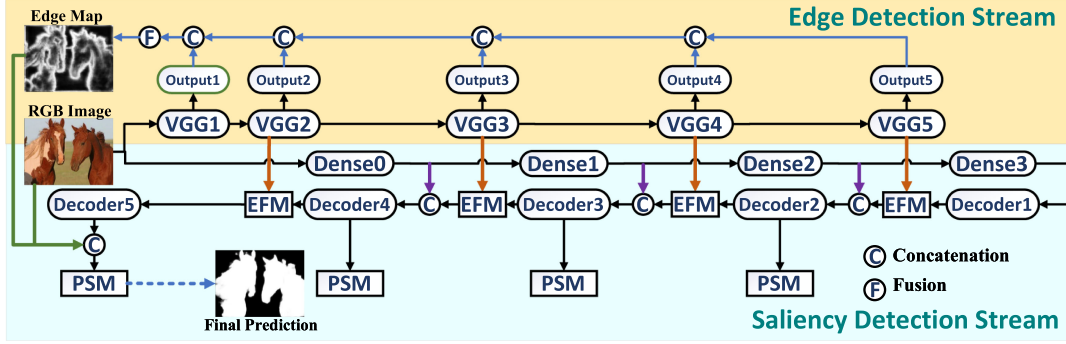 Edge Map
Edge Detection Stream
F C C C C
Output1 Output2 Output3 Output4 Output5
RGB Image
VGG1 VGG2 VGG3 VGG4 VGG5
Dense0 Dense1 Dense2 Dense3
Decoder5 EFM Decoder4 C EFM Decoder3 C EFM Decoder2 C EFM Decoder1
C
C Concatenation
PSM PSM PSM PSM
F Fusion
Final Prediction
Saliency Detection Stream